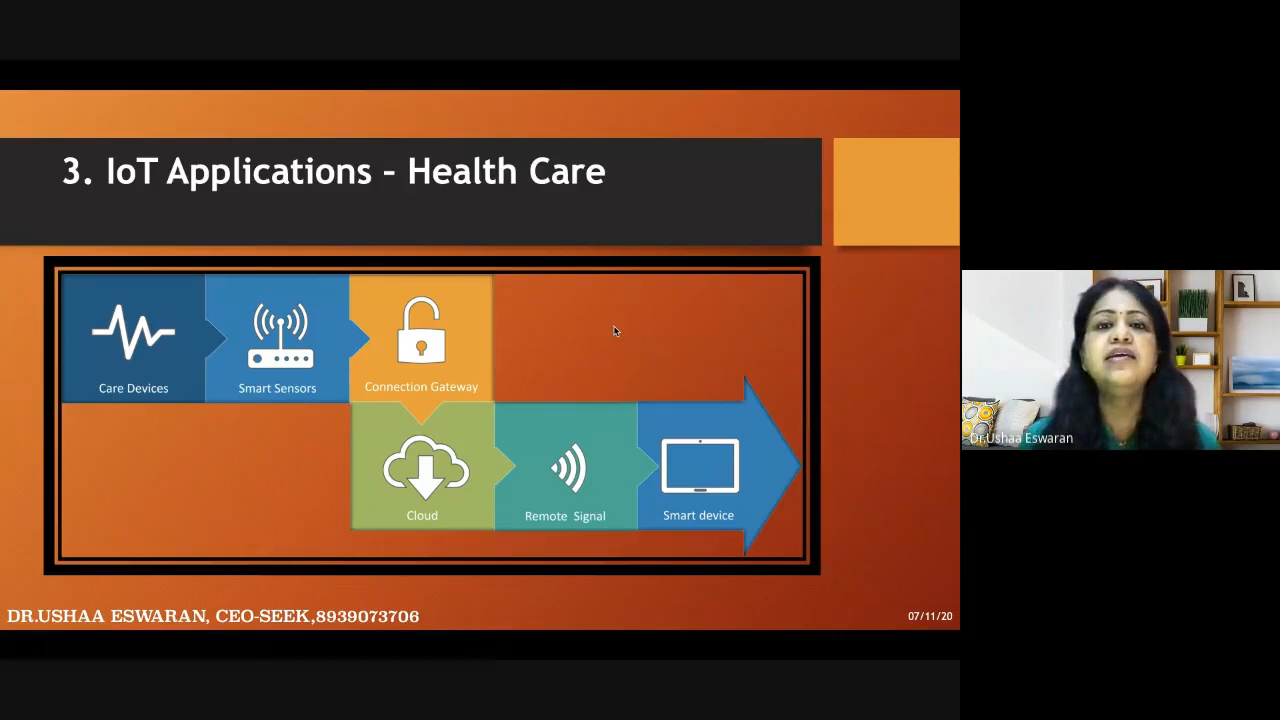 3. IoT Applications – Health Care
Care Devices
Smart Sensors
Connection Gateway
Cloud
Remote Signal
Smart device
DR.USHAA ESWARAN, CEO-SEEK,8939073706
07/11/20
Dr.Ushaa Eswaran